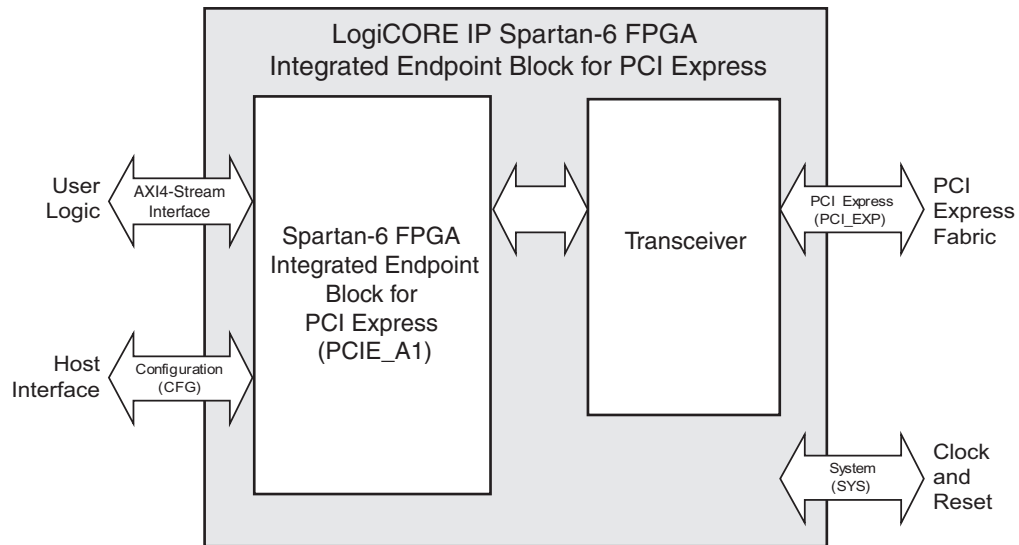 LogiCORE IP Spartan-6 FPGA
Integrated Endpoint Block for PCI Express
User
Logic
AXI4-Stream
Interface
Spartan-6 FPGA
Integrated Endpoint
Block for
PCI Express
(PCIE_A1)
Transceiver
PCI Express
(PCI_EXP)
PCI
Express
Fabric
Host
Interface
Configuration
(CFG)
System
(SYS)
Clock
and
Reset